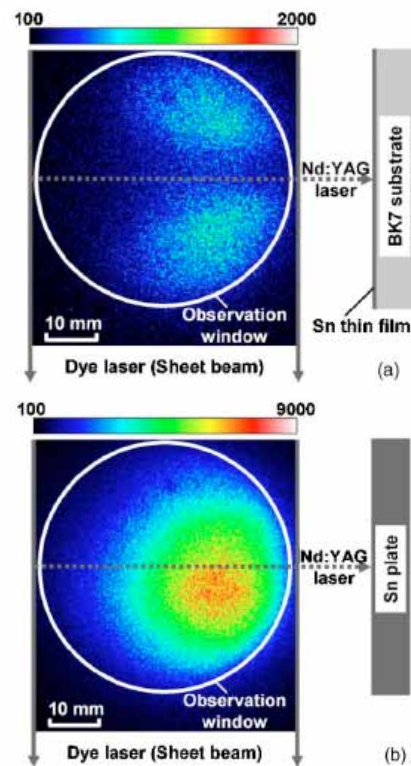 100
2000
Nd:YAG
laser
BK7 substrate
Observation
window
10 mm
Sn thin film
Dye laser (Sheet beam)
(a)
100
9000
Nd:YAG
laser
Sn plate
Observation
window
10 mm
Dye laser (Sheet beam)
(b)